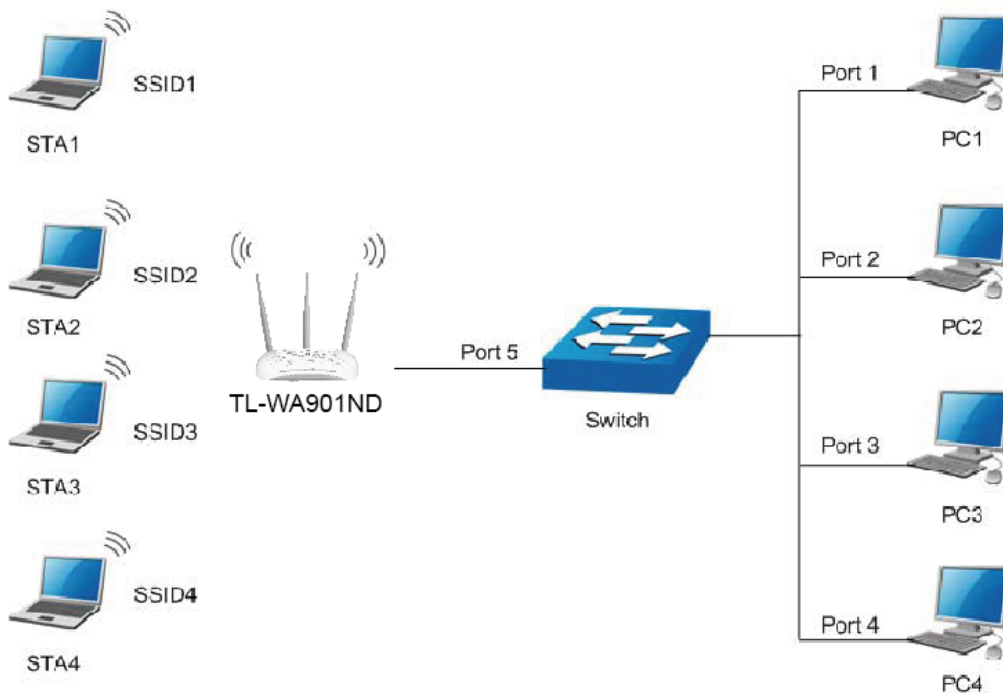 SSID1
STA1
SSID2
STA2
SSID3
STA3
SSID4
STA4
TL-WA901ND
Port 5
Switch
Port 1
PC1
Port 2
PC2
Port 3
PC3
Port 4
PC4